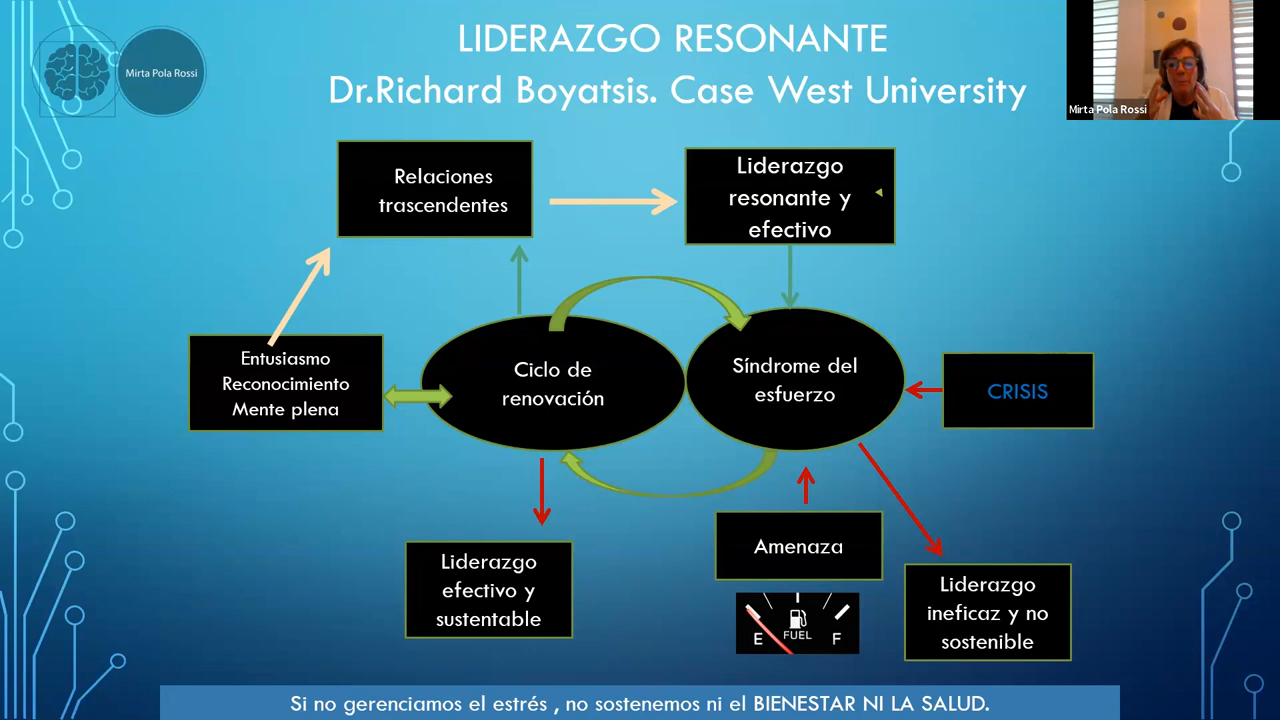 LIDERAZGO RESONANTE
Dr.Richard Boyatsis. Case West University
Mirta Pola Rossi
Mirta Pola Rossi
Relaciones
trascendentes
Liderazgo
resonante y
efectivo
Entusiasmo
Reconocimiento
Mente plena
Ciclo de
renovación
Síndrome del
esfuerzo
CRISIS
Liderazgo
efectivo y
sustentable
Amenaza
E FUEL F
Liderazgo
ineficaz y no
sostenible
Si no gerenciamos el estrés , no sostenemos ni el BIENESTAR NI LA SALUD.